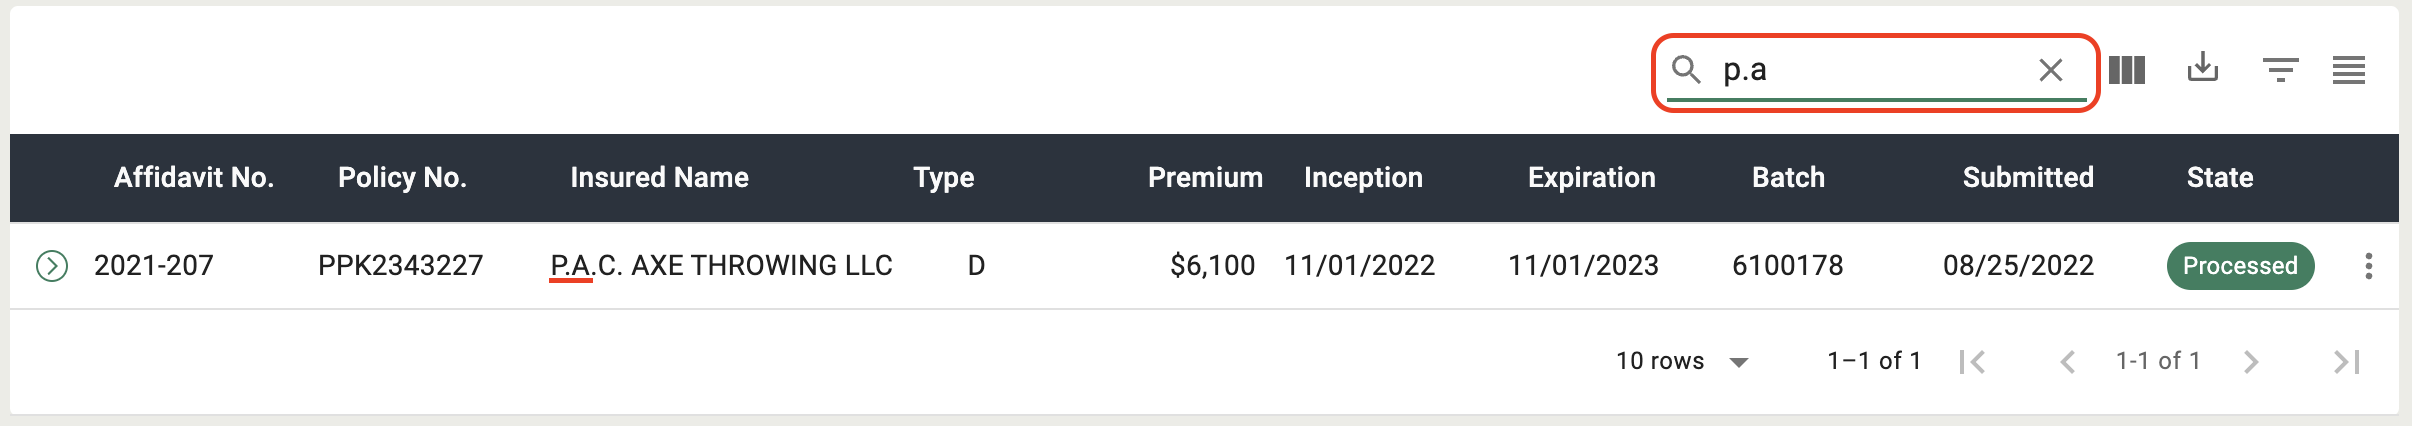 p.a
Affidavit No. Policy No. Insured Name Type Premium Inception Expiration Batch Submitted State
2021-207 PPK2343227 P.A.C. AXE THROWING LLC D $6,100 11/01/2022 11/01/2023 6100178 08/25/2022 Processed
10 rows 1–1 of 1 1-1 of 1